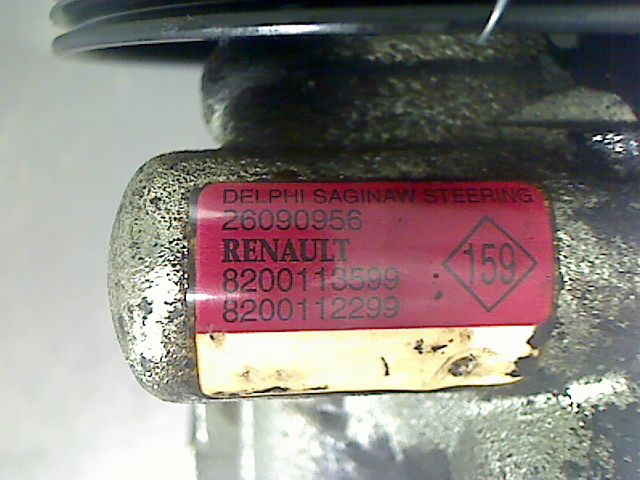 DELPHI SAGINAW STEERING
26090956
RENAULT
8200113599
8200112299
159